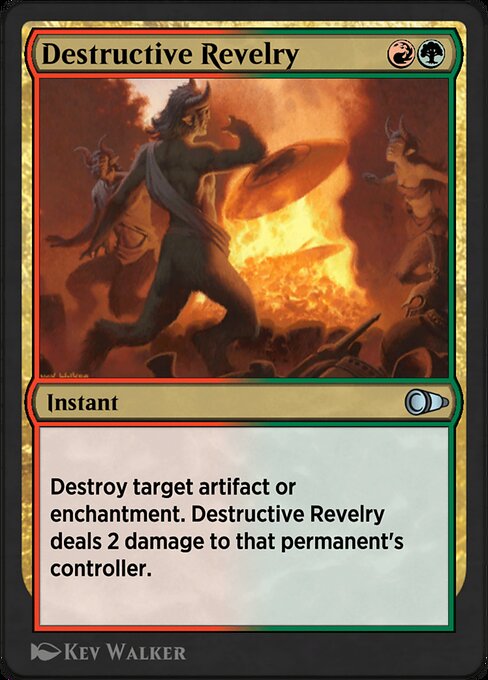 Destructive Revelry
Instant
Destroy target artifact or
enchantment. Destructive Revelry
deals 2 damage to that permanent's
controller.
Kev Walker